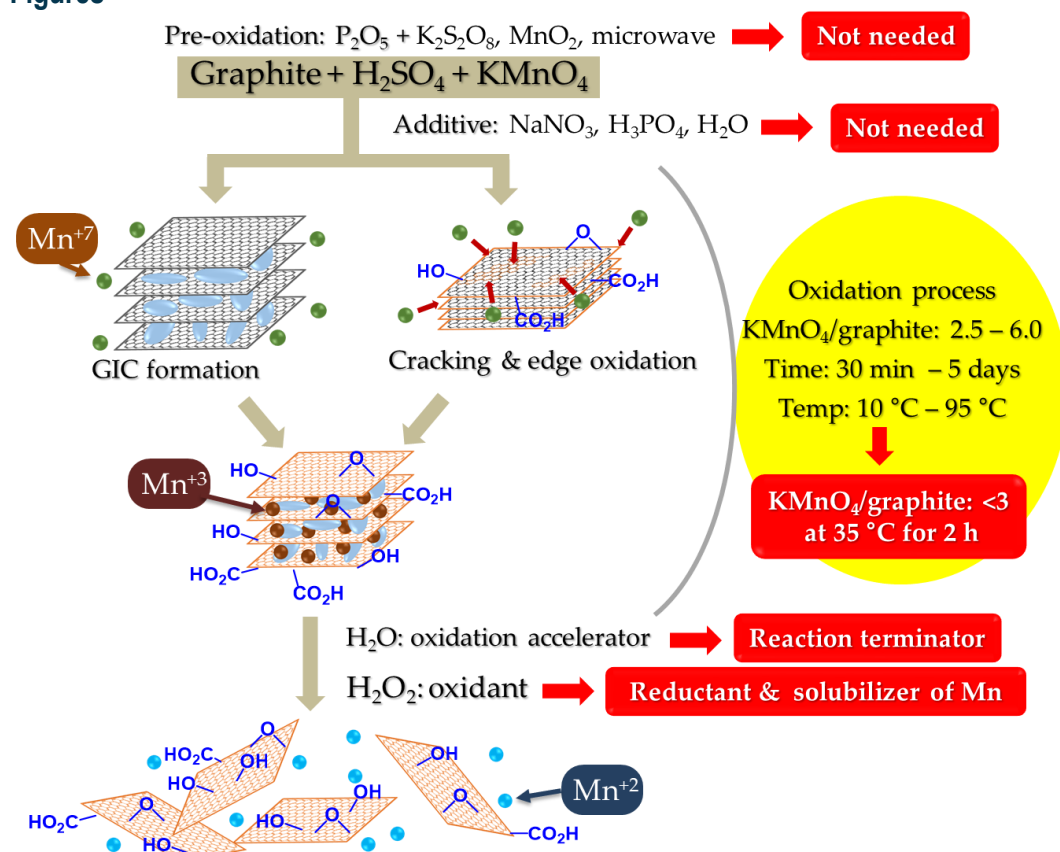 Figures
Pre-oxidation: P₂O₅ + K₂S₂O₈, MnO₂, microwave
Not needed
Graphite + H₂SO₄ + KMnO₄
Additive: NaNO₃, H₃PO₄, H₂O
Not needed
Mn⁺⁷
O
HO
CO₂H
CO₂H
GIC formation
Cracking & edge oxidation
Oxidation process
KMnO₄/graphite: 2.5 – 6.0
Time: 30 min – 5 days
Temp: 10 °C – 95 °C
KMnO₄/graphite: <3
at 35 °C for 2 h
Mn⁺³
HO
O
CO₂H
O
HO
OH
HO₂C
CO₂H
H₂O: oxidation accelerator
Reaction terminator
H₂O₂: oxidant
Reductant & solubilizer of Mn
HO₂C
O
OH
HO
OH
O
Mn⁺²
HO₂C
O
HO
O
OH
CO₂H
HO